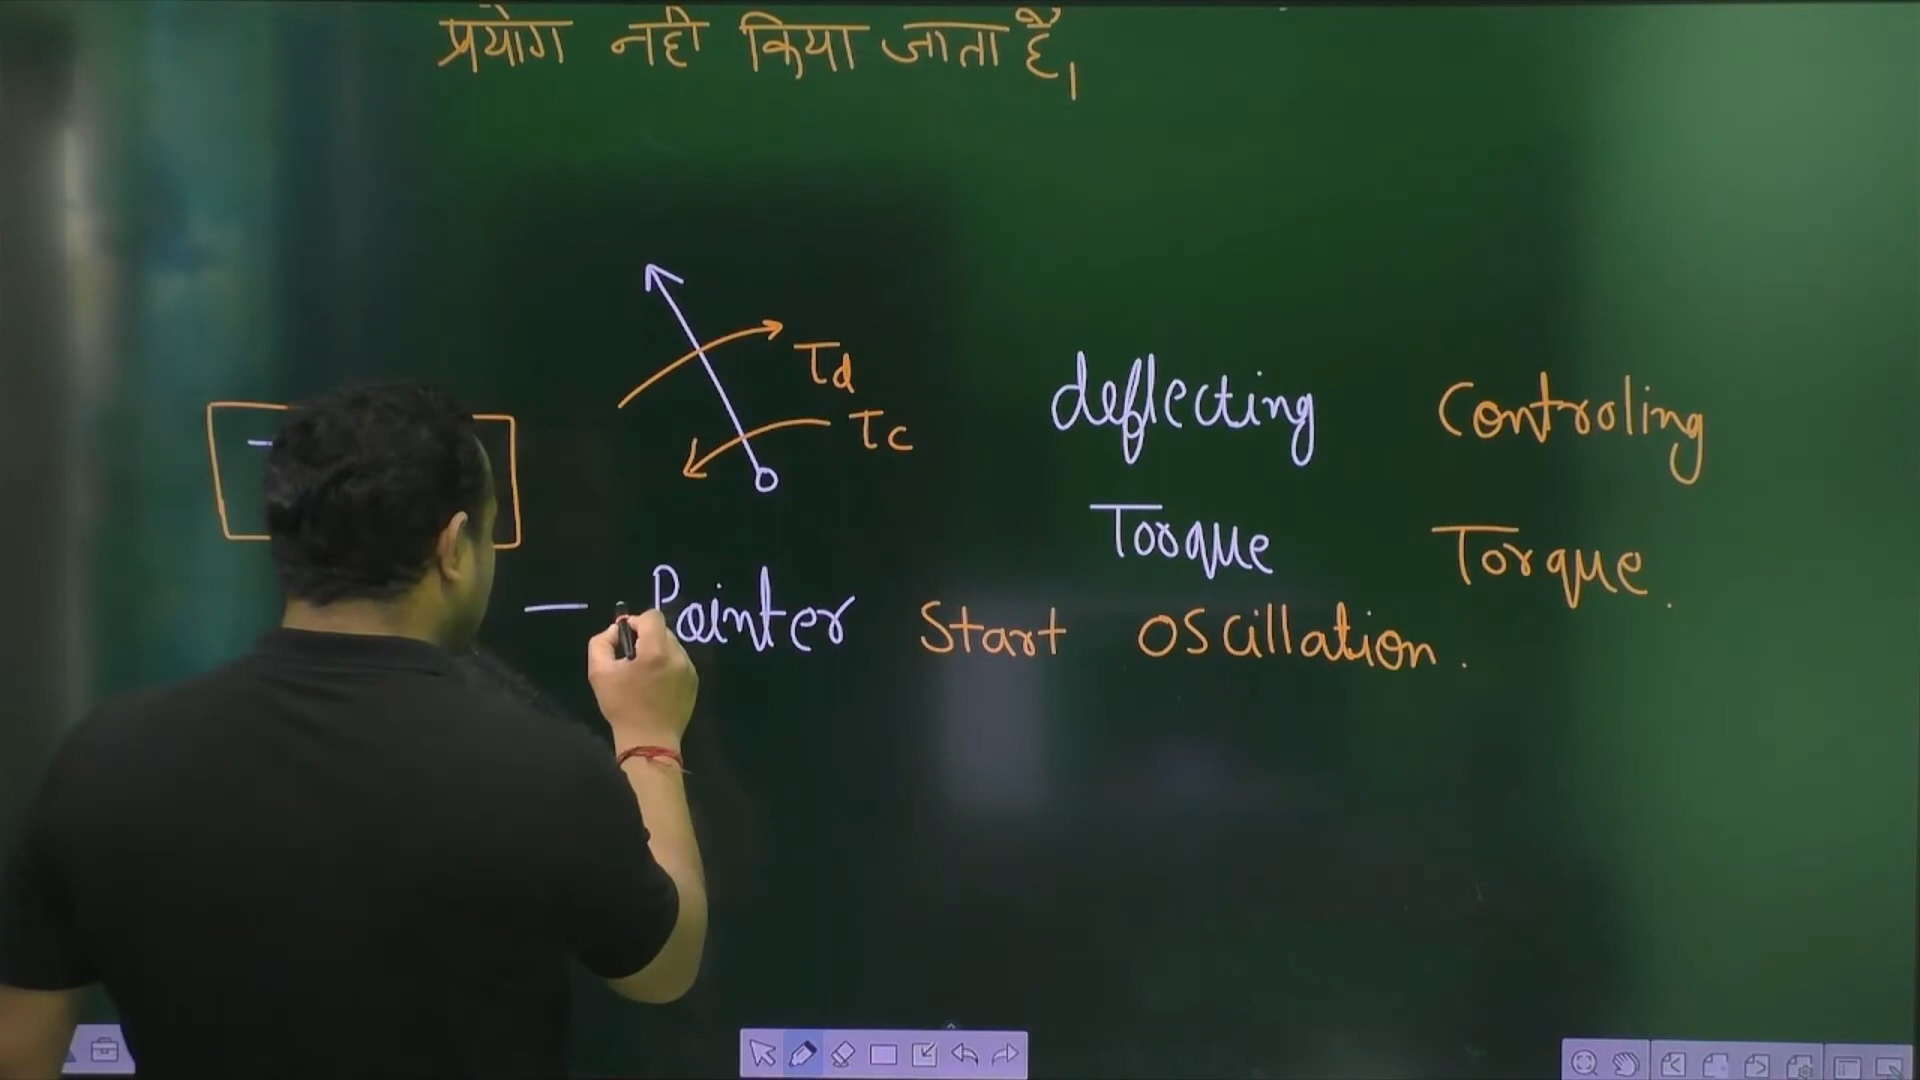 प्रयोग नही किया जाता है।
Td
Tc
deflecting Controling
Torque Torque.
— Pointer Start OScillation.